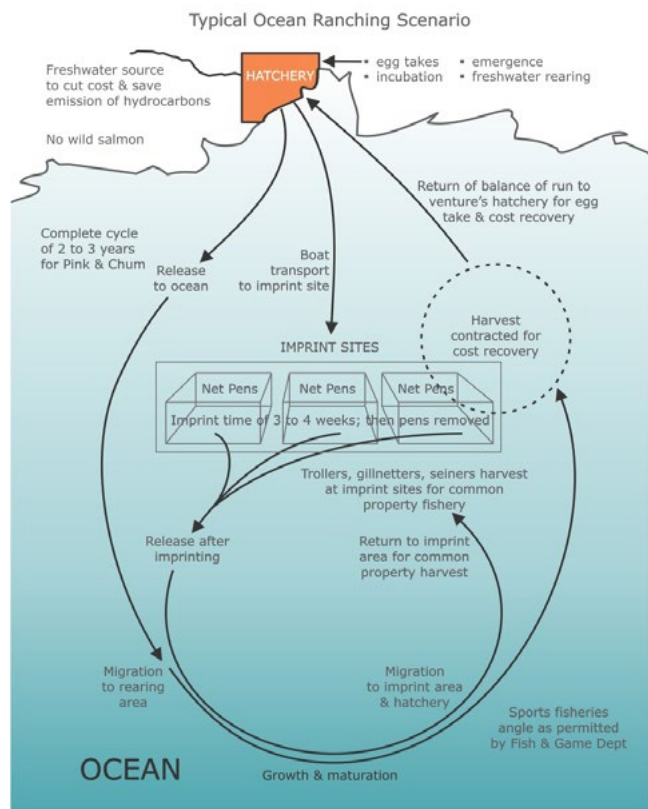 Typical Ocean Ranching Scenario
Freshwater source
to cut cost & save
emission of hydrocarbons
No wild salmon
HATCHERY
▪ egg takes ▪ emergence
▪ incubation ▪ freshwater rearing
Return of balance of run to
venture's hatchery for egg
take & cost recovery
Complete cycle
of 2 to 3 years
for Pink & Chum
Release
to ocean
Boat
transport
to imprint site
Harvest
contracted for
cost recovery
IMPRINT SITES
Net Pens Net Pens Net Pens
Imprint time of 3 to 4 weeks; then pens removed
Trollers, gillnetters, seiners harvest
at imprint sites for common
property fishery
Release after
imprinting
Return to imprint
area for common
property harvest
Migration
to rearing
area
Migration
to imprint area
& hatchery
Sports fisheries
angle as permitted
by Fish & Game Dept
OCEAN
Growth & maturation